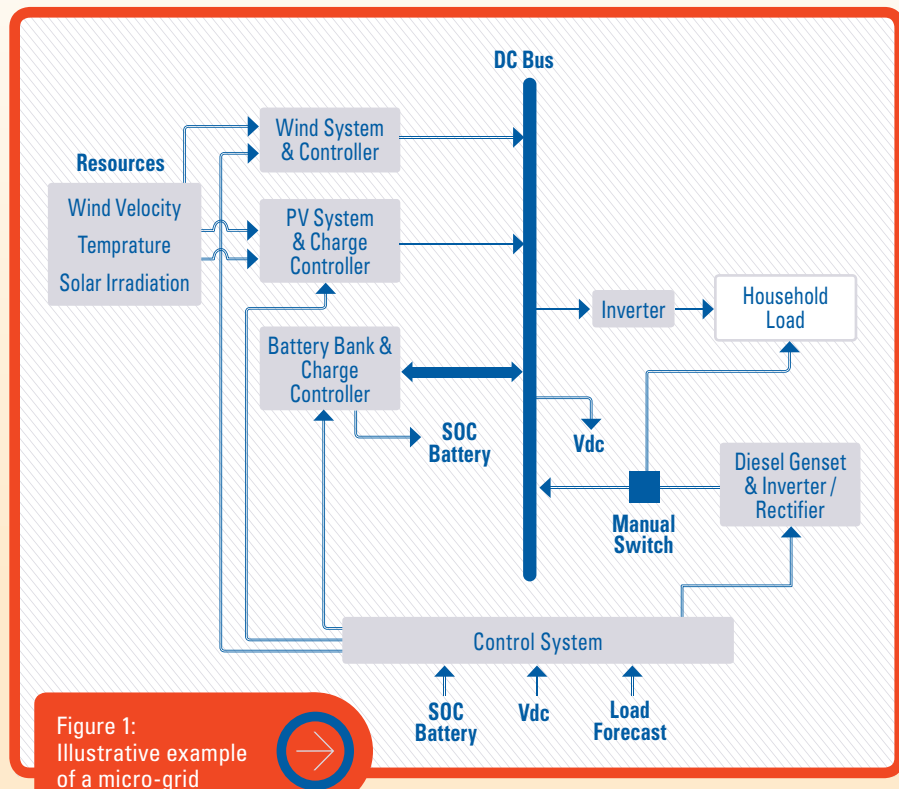 DC Bus
Wind System
& Controller
Resources
Wind Velocity
Temprature
Solar Irradiation
PV System
& Charge
Controller
Inverter
Household
Load
Battery Bank &
Charge
Controller
SOC
Battery
Vdc
Diesel Genset
& Inverter /
Rectifier
Manual
Switch
Control System
SOC
Battery
Vdc
Load
Forecast
Figure 1:
Illustrative example
of a micro-grid